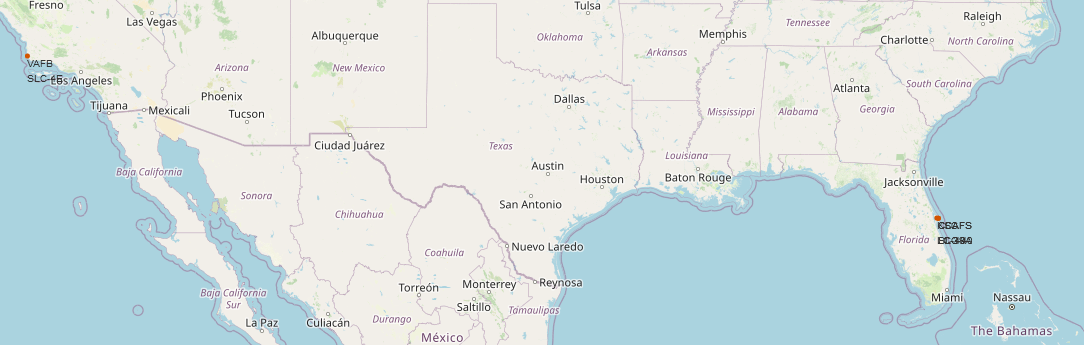 Fresno
Las Vegas
Tulsa
Raleigh
Tennessee
Memphis
Albuquerque
Oklahoma
Charlotte
North Carolina
Arkansas
VAFB
SLC-4E
Los Angeles
Arizona
New Mexico
South Carolina
Atlanta
Phoenix
Dallas
Tijuana
Mexicali
Tucson
Mississippi
Alabama
Georgia
Ciudad Juárez
Texas
Louisiana
Baja California
Austin
Houston
Baton Rouge
Jacksonville
Sonora
San Antonio
Chihuahua
Florida
Nuevo Laredo
Coahuila
Torreón
Monterrey
Reynosa
Baja California
Sur
Saltillo
Tamaulipas
Miami
Nassau
La Paz
Culiacán
Durango
México
The Bahamas